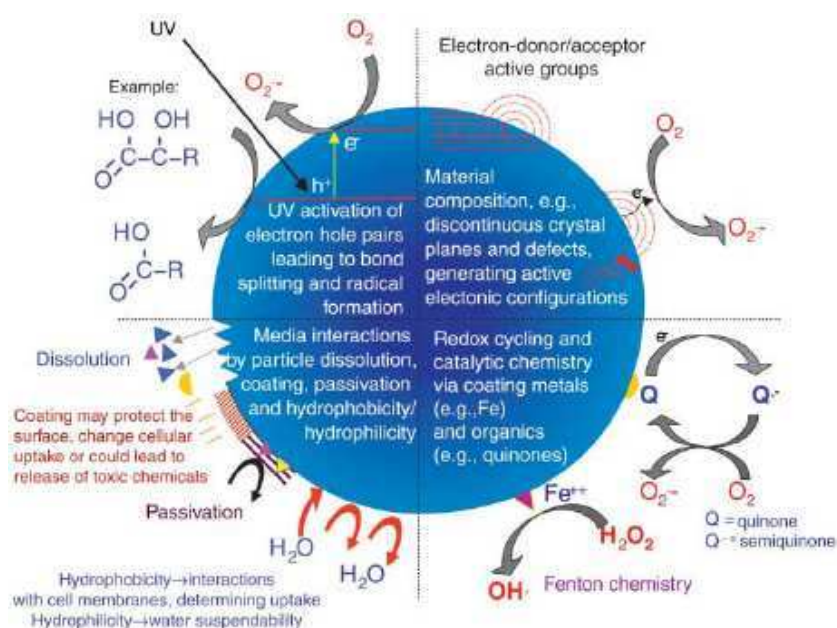 UV
O₂
O₂⁻•
Example:
HO OH
C–C–R
O
e⁻
h⁺
UV activation of
electron hole pairs
leading to bond
splitting and radical
formation
HO
C–R
O
Electron-donor/acceptor
active groups
O₂
e⁻
O₂⁻•
Material
composition, e.g.,
discontinuous crystal
planes and defects,
generating active
electonic configurations
Dissolution
Media interactions
by particle dissolution,
coating, passivation
and hydrophobicity/
hydrophilicity
Coating may protect the
surface, change cellular
uptake or could lead to
release of toxic chemicals
Passivation
H₂O
H₂O
Hydrophobicity→interactions
with cell membranes, determining uptake
Hydrophilicity→water suspendability
Redox cycling and
catalytic chemistry
via coating metals
(e.g.,Fe)
and organics
(e.g., quinones)
e⁻
Q
Q⁻•
O₂⁻•
O₂
Q = quinone
Q⁻• semiquinone
Fe⁺⁺
H₂O₂
OH·
Fenton chemistry